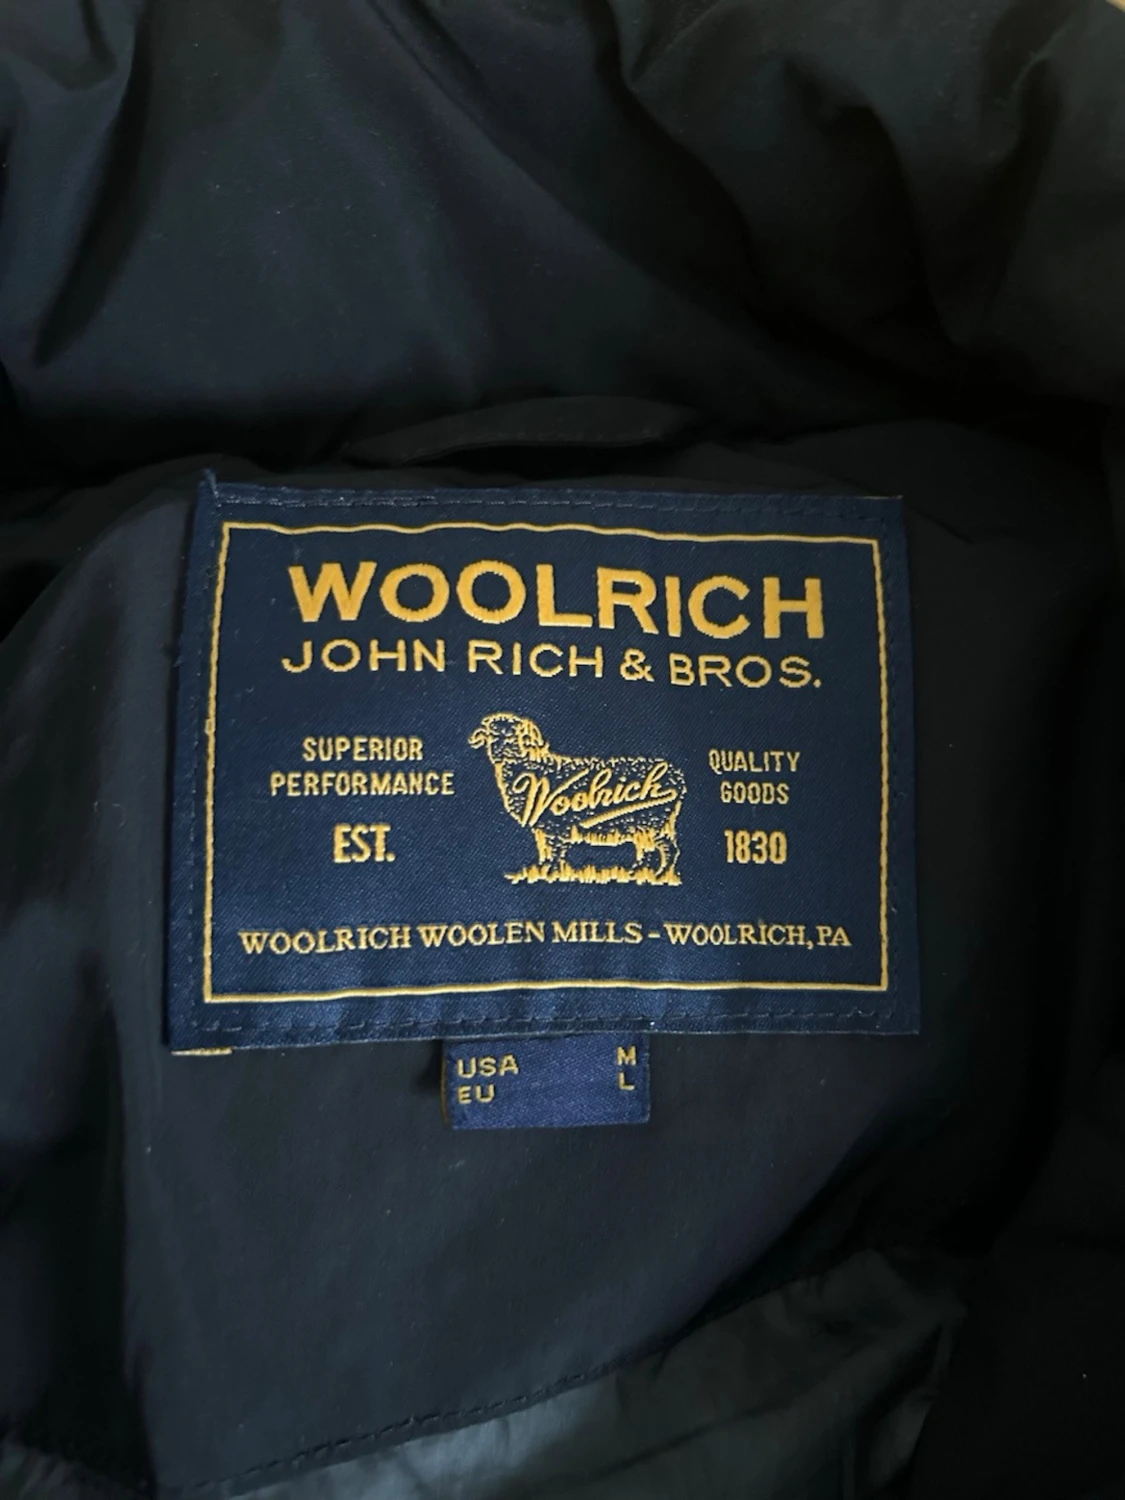 WOOLRICH
JOHN RICH & BROS.
SUPERIOR
PERFORMANCE
EST.
Woolrich
QUALITY
GOODS
1830
WOOLRICH WOOLEN MILLS - WOOLRICH, PA
USA M
EU L